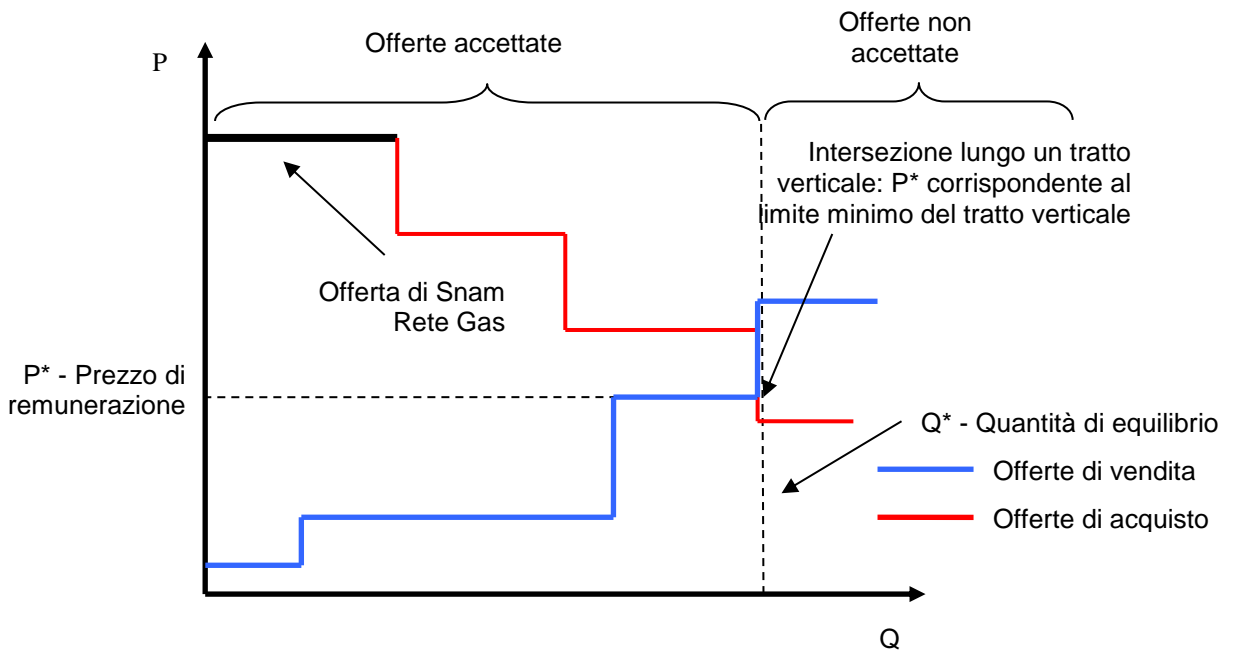 Offerte accettate
Offerte non
accettate
P
Intersezione lungo un tratto
verticale: P* corrispondente al
limite minimo del tratto verticale
Offerta di Snam
Rete Gas
P* - Prezzo di
remunerazione
Q* - Quantità di equilibrio
Offerte di vendita
Offerte di acquisto
Q